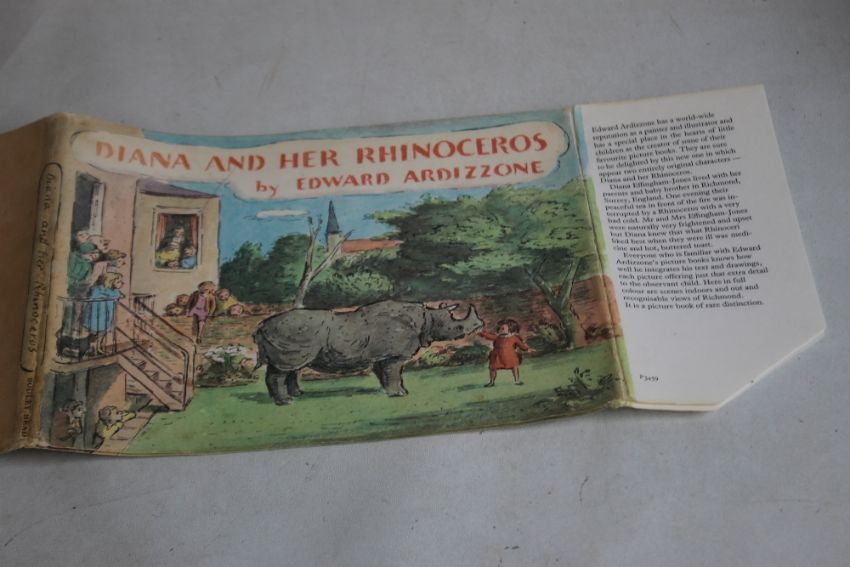 DIANA AND HER RHINOCEROS
by EDWARD ARDIZZONE
Diana and her Rhinoceros
BODLEY HEAD
Edward Ardizzone has a world-wide
reputation as a painter and illustrator and
has a special place in the hearts of little
children as the creator of some of their
favourite picture books. They are sure
to be delighted by this new one in which
appear two entirely original characters —
Diana and her Rhinoceros.
Diana Effingham-Jones lived with her
parents and baby brother in Richmond,
Surrey, England. One evening their
peaceful tea in front of the fire was in-
terrupted by a Rhinoceros with a very
bad cold. Mr and Mrs Effingham-Jones
were naturally very frightened and upset
but Diana knew that what Rhinoceri
liked best when they were ill was medi-
cine and hot, buttered toast.
Everyone who is familiar with Edward
Ardizzone's picture books knows how
well he integrates his text and drawings,
each picture offering just that extra detail
to the observant child. Here in full
colour are scenes indoors and out and
recognisable views of Richmond.
It is a picture book of rare distinction.
P3459